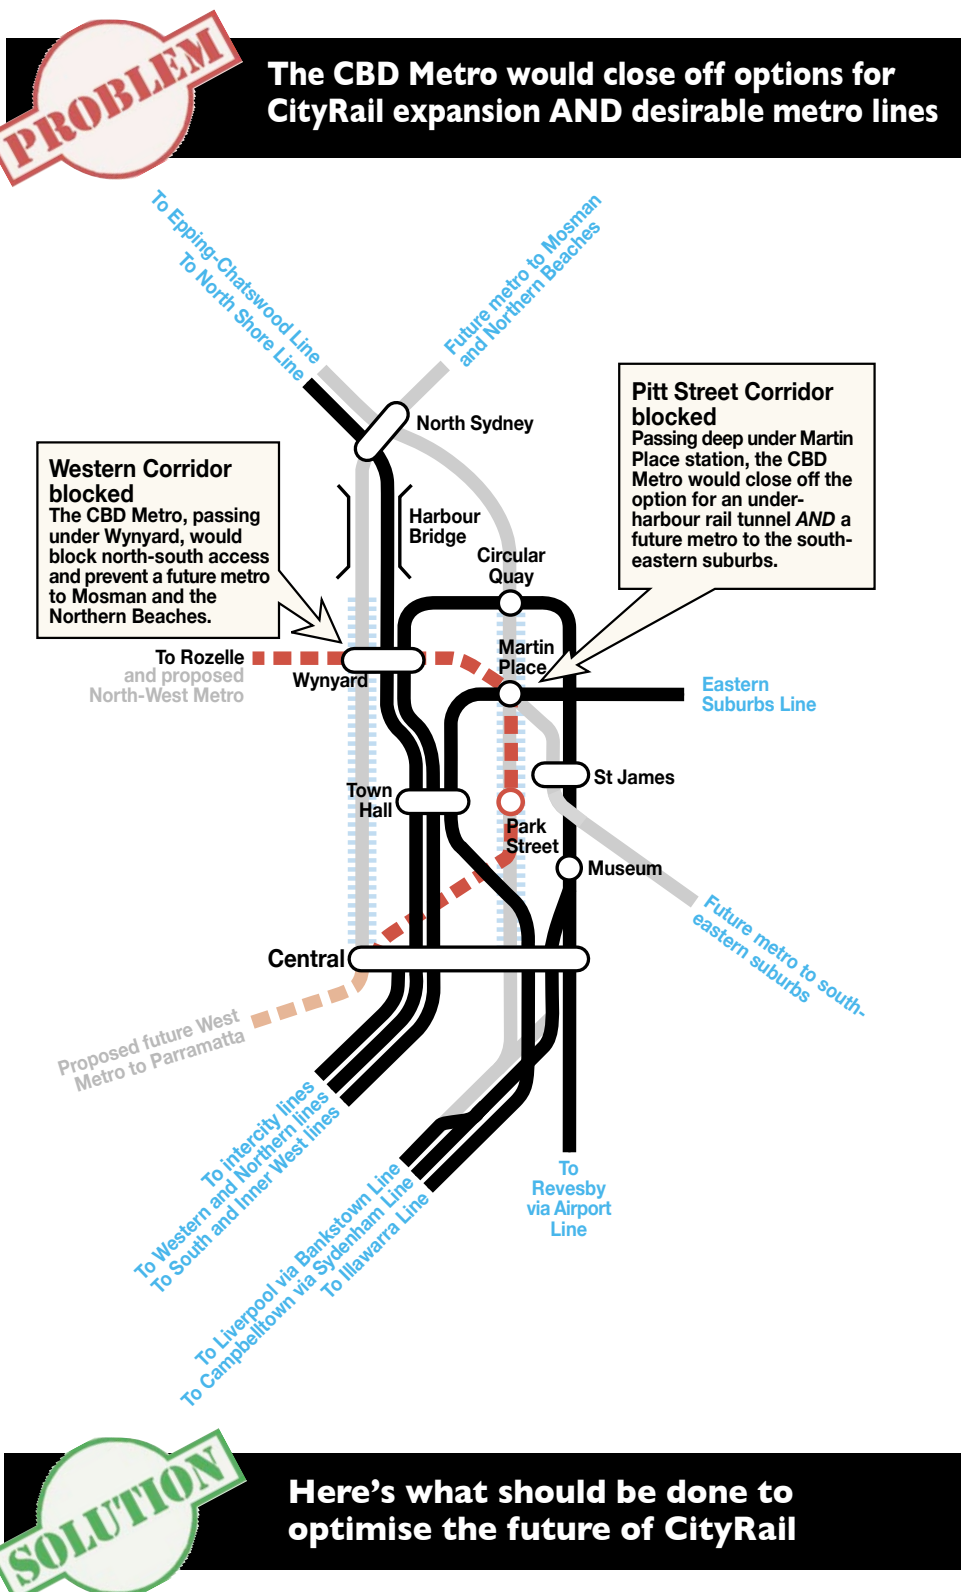 PROBLEM
The CBD Metro would close off options for
CityRail expansion AND desirable metro lines
To Epping-Chatswood Line
To North Shore Line
Future metro to Mosman
and Northern Beaches
North Sydney
Pitt Street Corridor
blocked
Passing deep under Martin
Place station, the CBD
Metro would close off the
option for an under-
harbour rail tunnel AND a
future metro to the south-
eastern suburbs.
Western Corridor
blocked
The CBD Metro, passing
under Wynyard, would
block north-south access
and prevent a future metro
to Mosman and the
Northern Beaches.
Harbour
Bridge
Circular
Quay
To Rozelle
and proposed
North-West Metro
Wynyard
Martin
Place
Eastern
Suburbs Line
St James
Town
Hall
Park
Street
Museum
Future metro to south-
eastern suburbs
Central
Proposed future West
Metro to Parramatta
To intercity lines
To Western and Northern lines
To South and Inner West lines
To Liverpool via Bankstown Line
To Campbelltown via Sydenham Line
To Illawarra Line
To
Revesby
via Airport
Line
SOLUTION
Here's what should be done to
optimise the future of CityRail